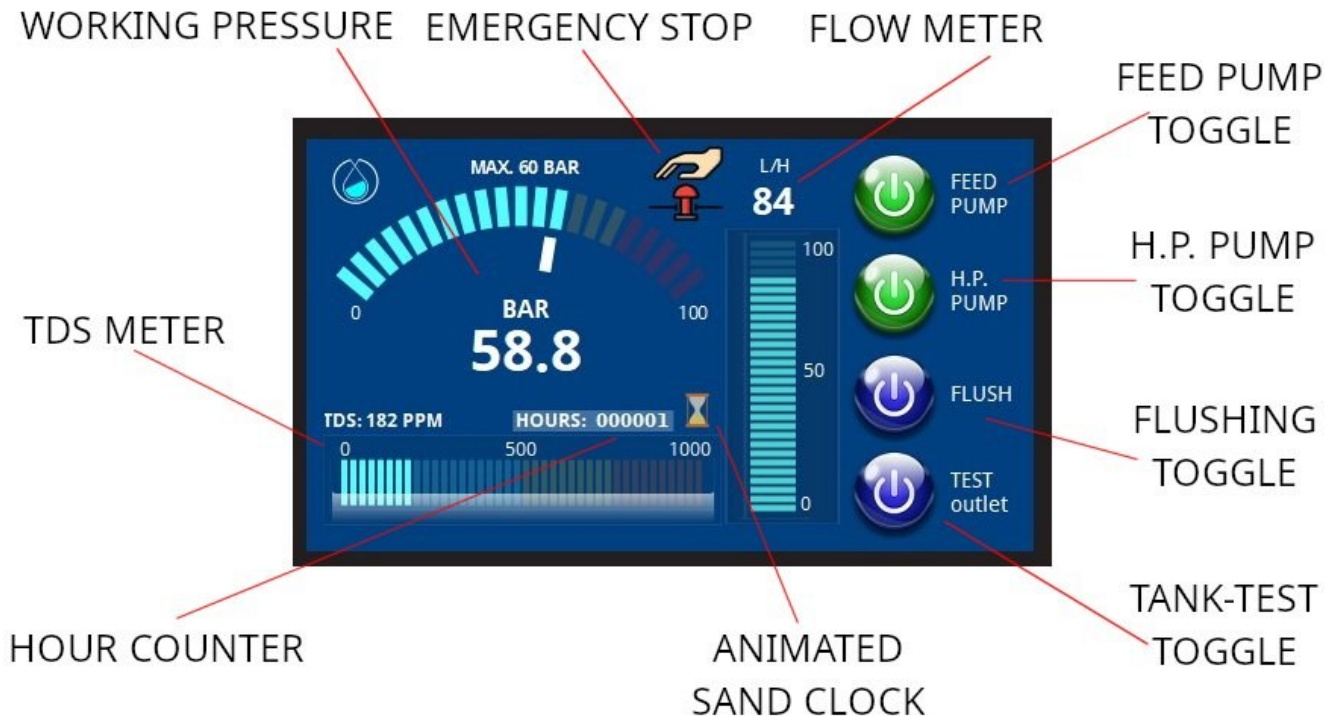 WORKING PRESSURE
EMERGENCY STOP
FLOW METER
FEED PUMP
TOGGLE
MAX. 60 BAR
L/H
84
FEED
PUMP
H.P. PUMP
TOGGLE
100
H.P.
PUMP
0
BAR
100
58.8
TDS METER
50
FLUSH
TDS: 182 PPM
HOURS: 000001
FLUSHING
TOGGLE
0
500
1000
TEST
outlet
0
TANK-TEST
TOGGLE
HOUR COUNTER
ANIMATED
SAND CLOCK